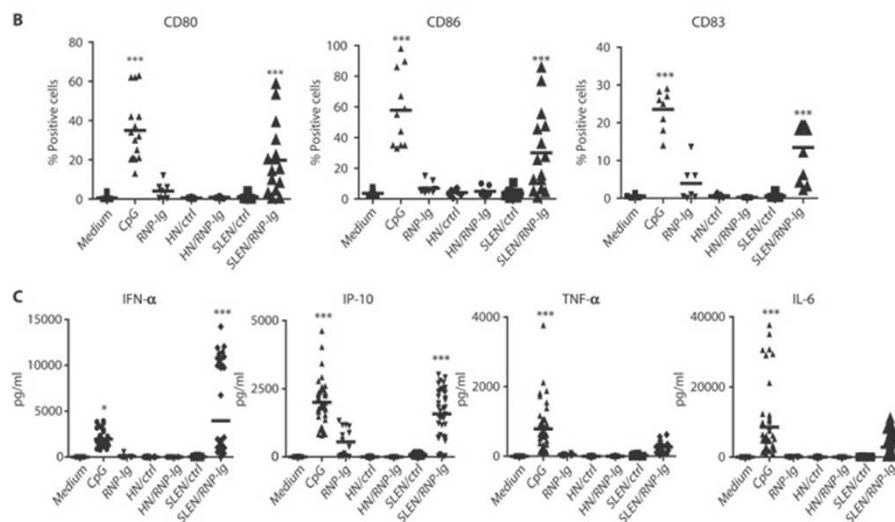 B
CD80
CD86
CD83
% Positive cells
80
60
40
20
0
***
***
Medium
CpG
RNP-Ig
HN/ctrl
HN/RNP-Ig
SLEN/ctrl
SLEN/RNP-Ig
% Positive cells
100
80
60
40
20
0
***
***
Medium
CpG
RNP-Ig
HN/ctrl
HN/RNP-Ig
SLEN/ctrl
SLEN/RNP-Ig
% Positive cells
40
30
20
10
0
***
***
Medium
CpG
RNP-Ig
HN/ctrl
HN/RNP-Ig
SLEN/ctrl
SLEN/RNP-Ig
C
IFN-α
IP-10
TNF-α
IL-6
pg/ml
15000
10000
5000
0
*
***
Medium
CpG
RNP-Ig
HN/ctrl
HN/RNP-Ig
SLEN/ctrl
SLEN/RNP-Ig
pg/ml
5000
2500
0
***
***
Medium
CpG
RNP-Ig
HN/ctrl
HN/RNP-Ig
SLEN/ctrl
SLEN/RNP-Ig
pg/ml
4000
2000
0
***
Medium
CpG
RNP-Ig
HN/ctrl
HN/RNP-Ig
SLEN/ctrl
SLEN/RNP-Ig
pg/ml
40000
20000
0
***
Medium
CpG
RNP-Ig
HN/ctrl
HN/RNP-Ig
SLEN/ctrl
SLEN/RNP-Ig